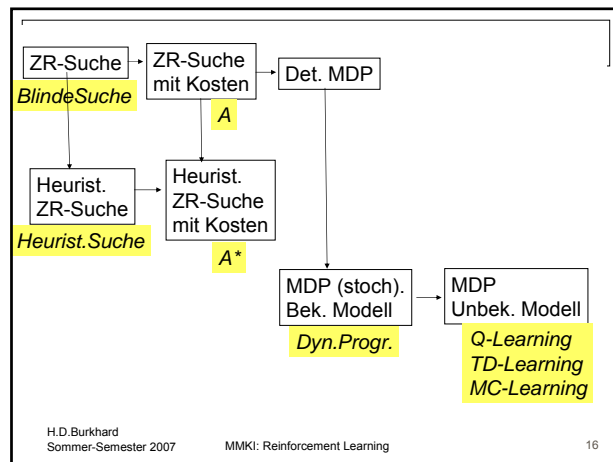 ZR-Suche
BlindeSuche
ZR-Suche
mit Kosten
A
Det. MDP
Heurist.
ZR-Suche
Heurist.Suche
Heurist.
ZR-Suche
mit Kosten
A*
MDP (stoch).
Bek. Modell
Dyn.Progr.
MDP
Unbek. Modell
Q-Learning
TD-Learning
MC-Learning
H.D.Burkhard
Sommer-Semester 2007
MMKI: Reinforcement Learning
16